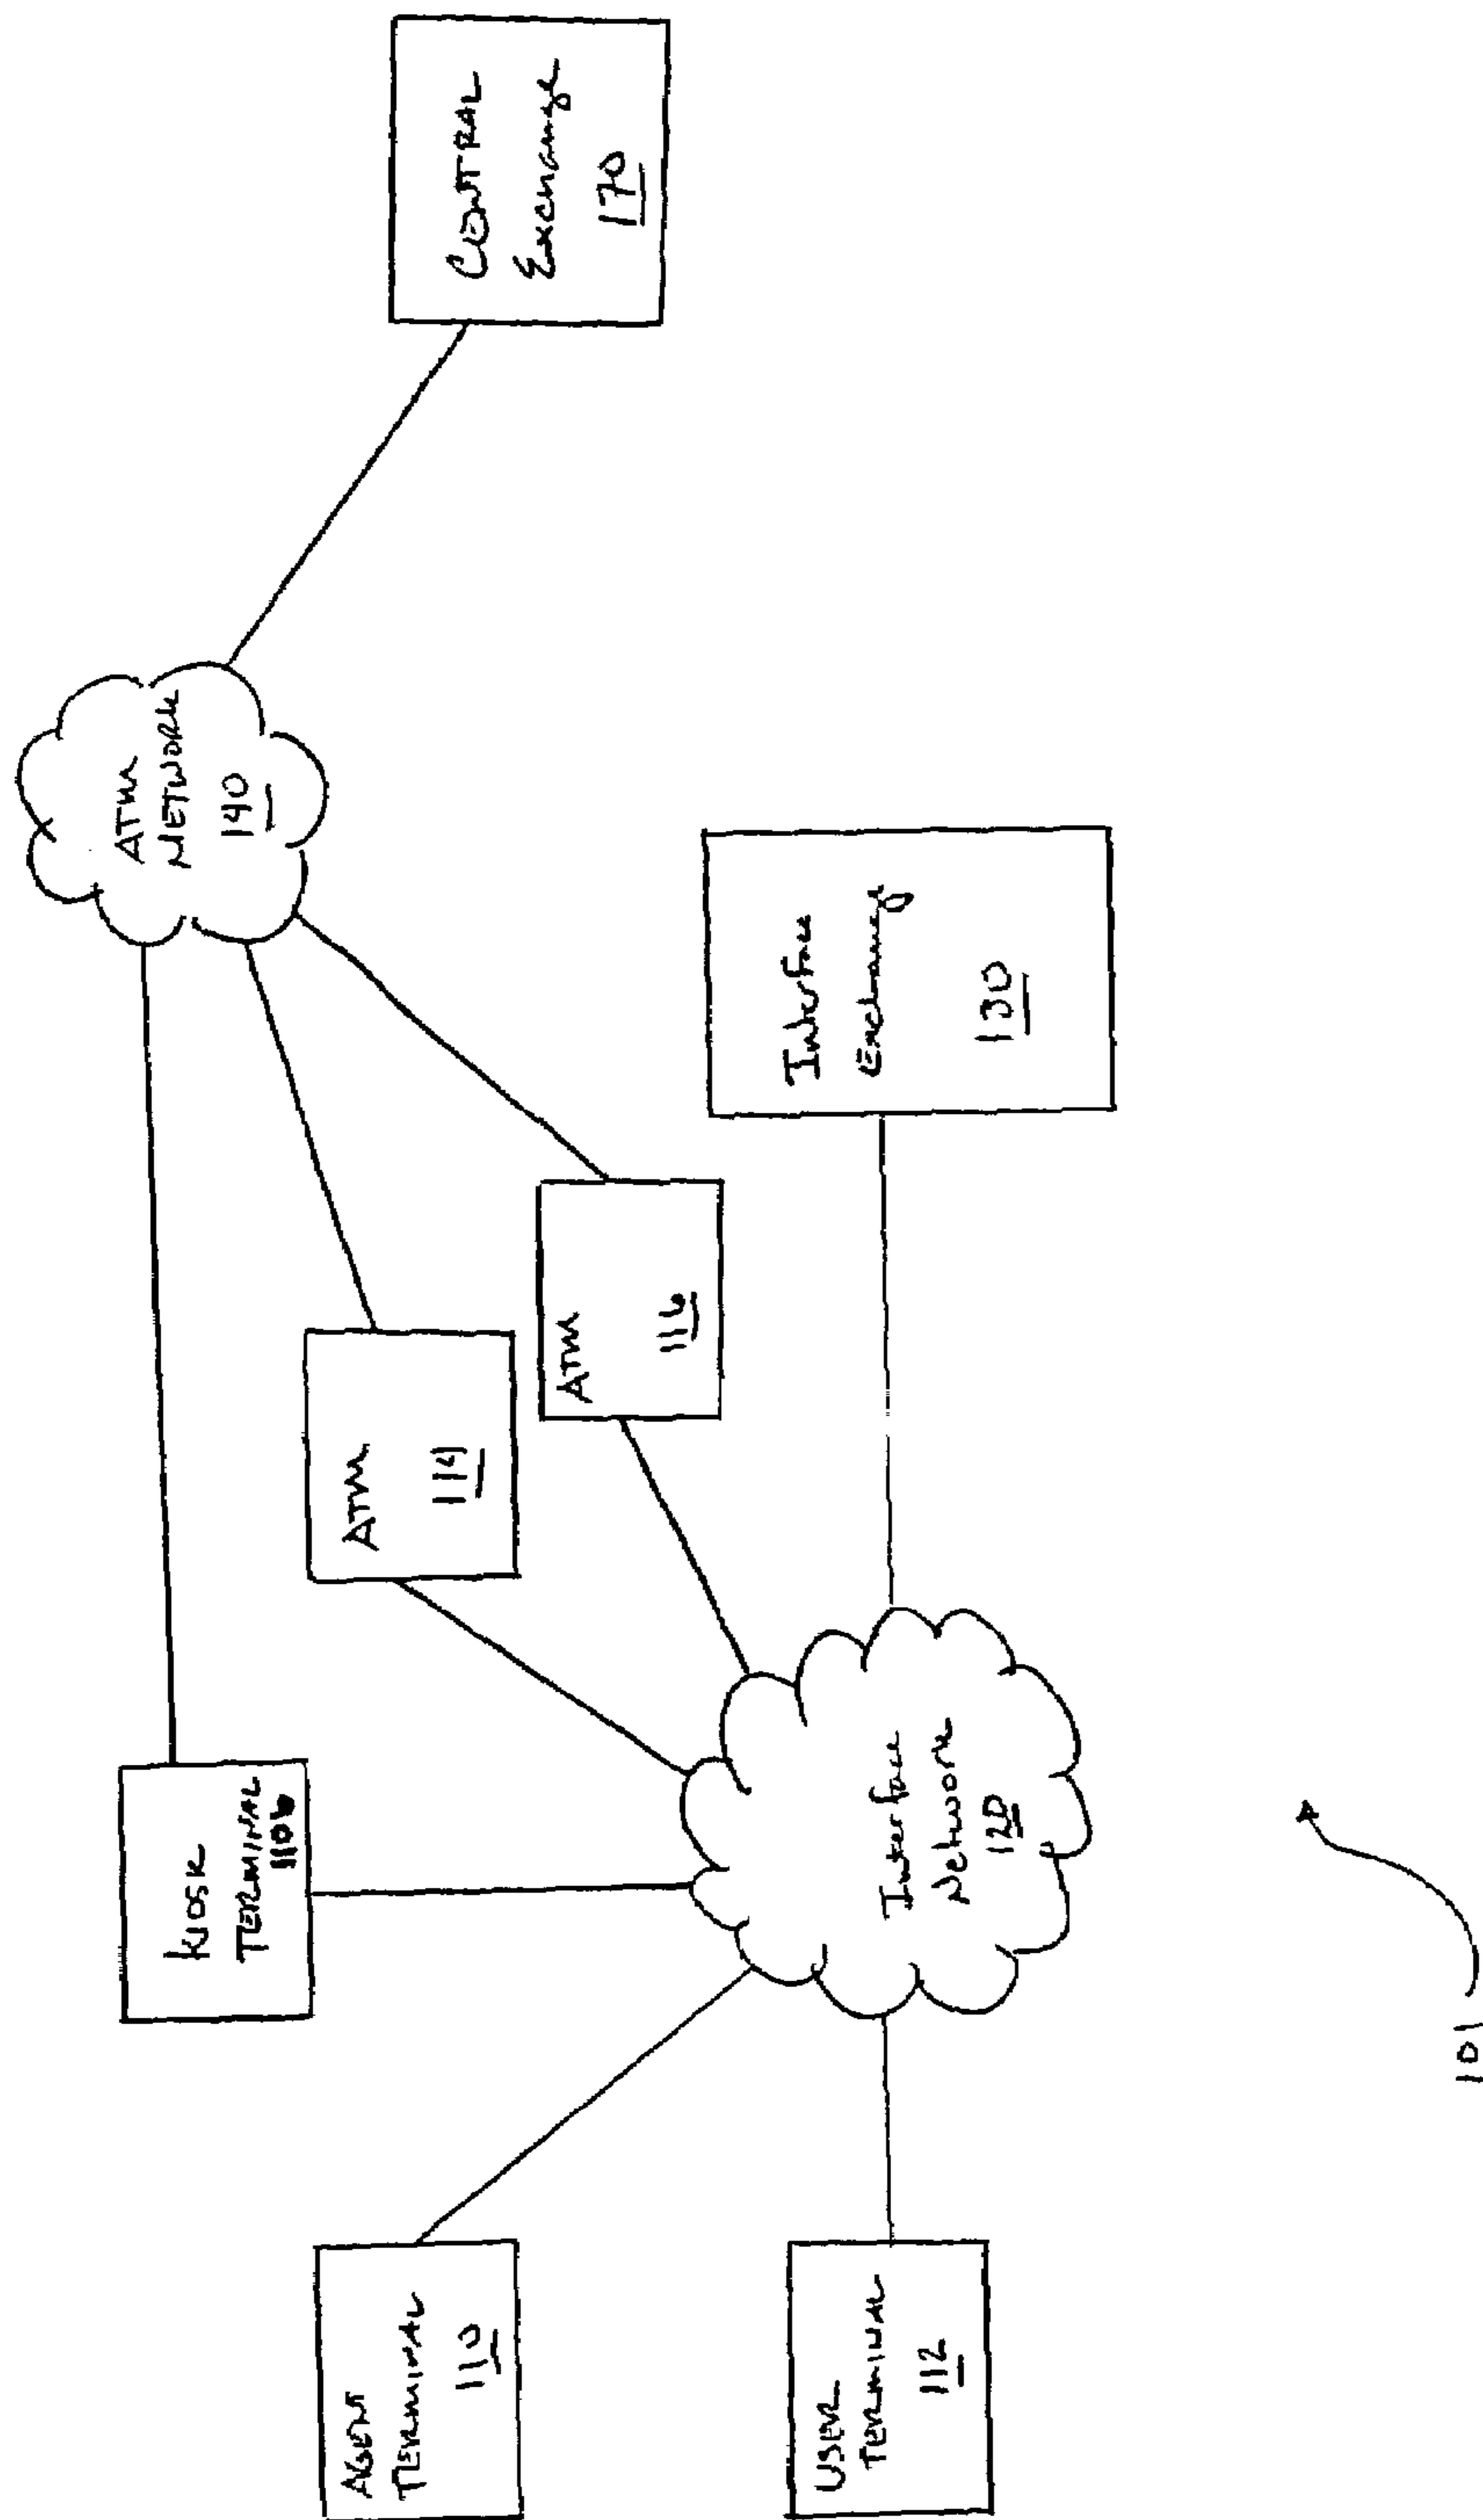 AGENT
TERMINAL
110
USER
TERMINAL
112
KIOSK
TERMINAL
110b
Interface
Network
120
ATM
114
ATM
116
Interface
Exchange
130
ATM
NETWORK
140
CENTRAL
Exchange
170
101